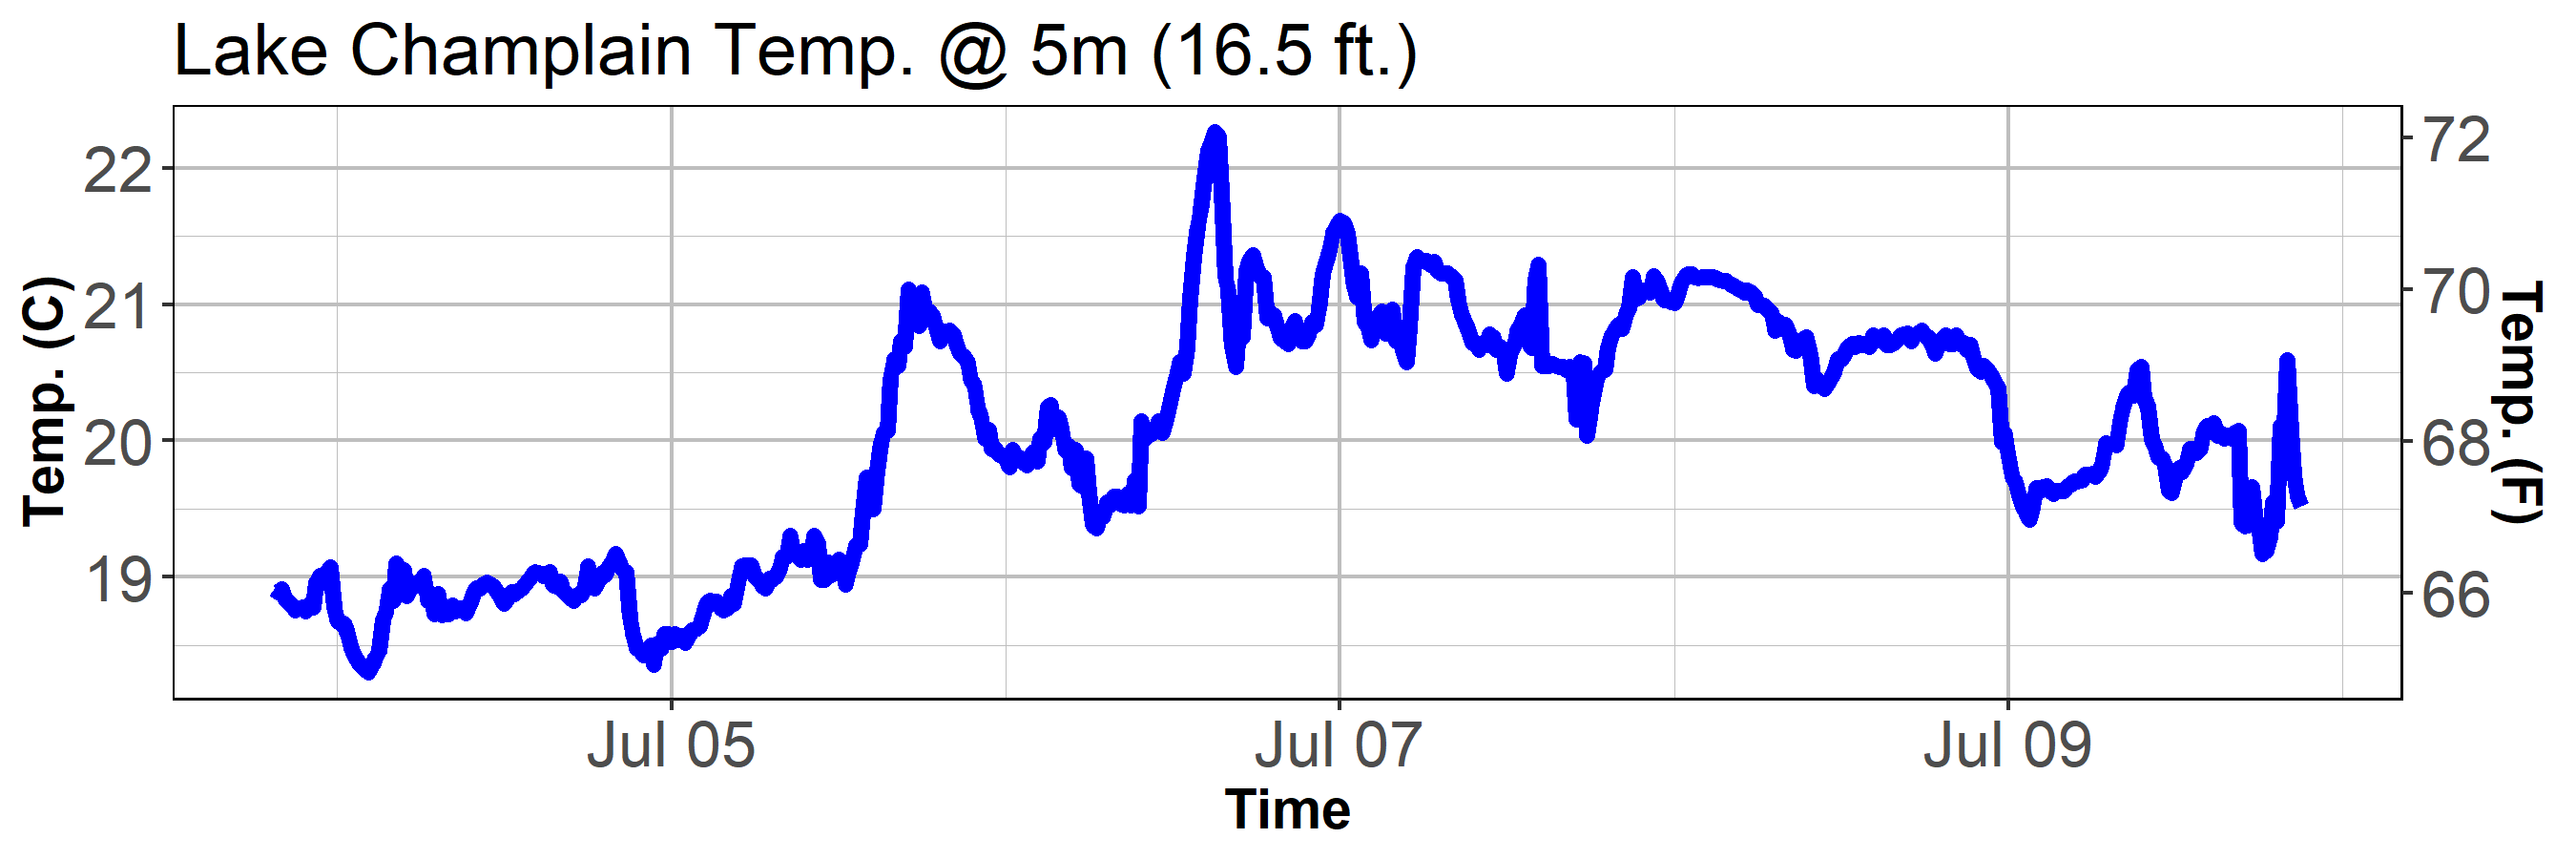 Lake Champlain Temp. @ 5m (16.5 ft.)
Temp. (C)
22
21
20
19
72
70
68
66
Temp. (F)
Jul 05 Jul 07 Jul 09
Time